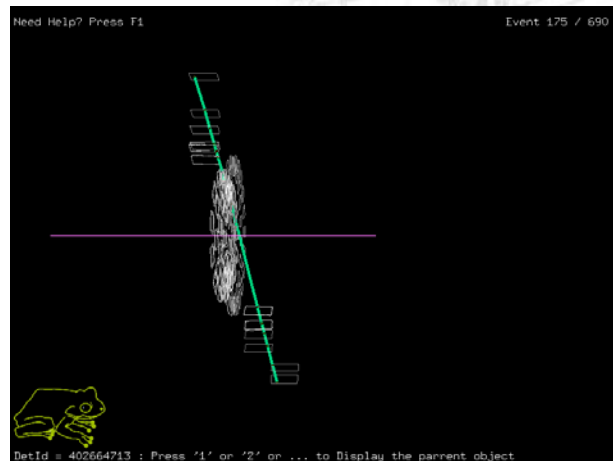 Need Help? Press F1
Event 175 / 690
DetId = 402664713 : Press '1' or '2' or ... to Display the parrent object